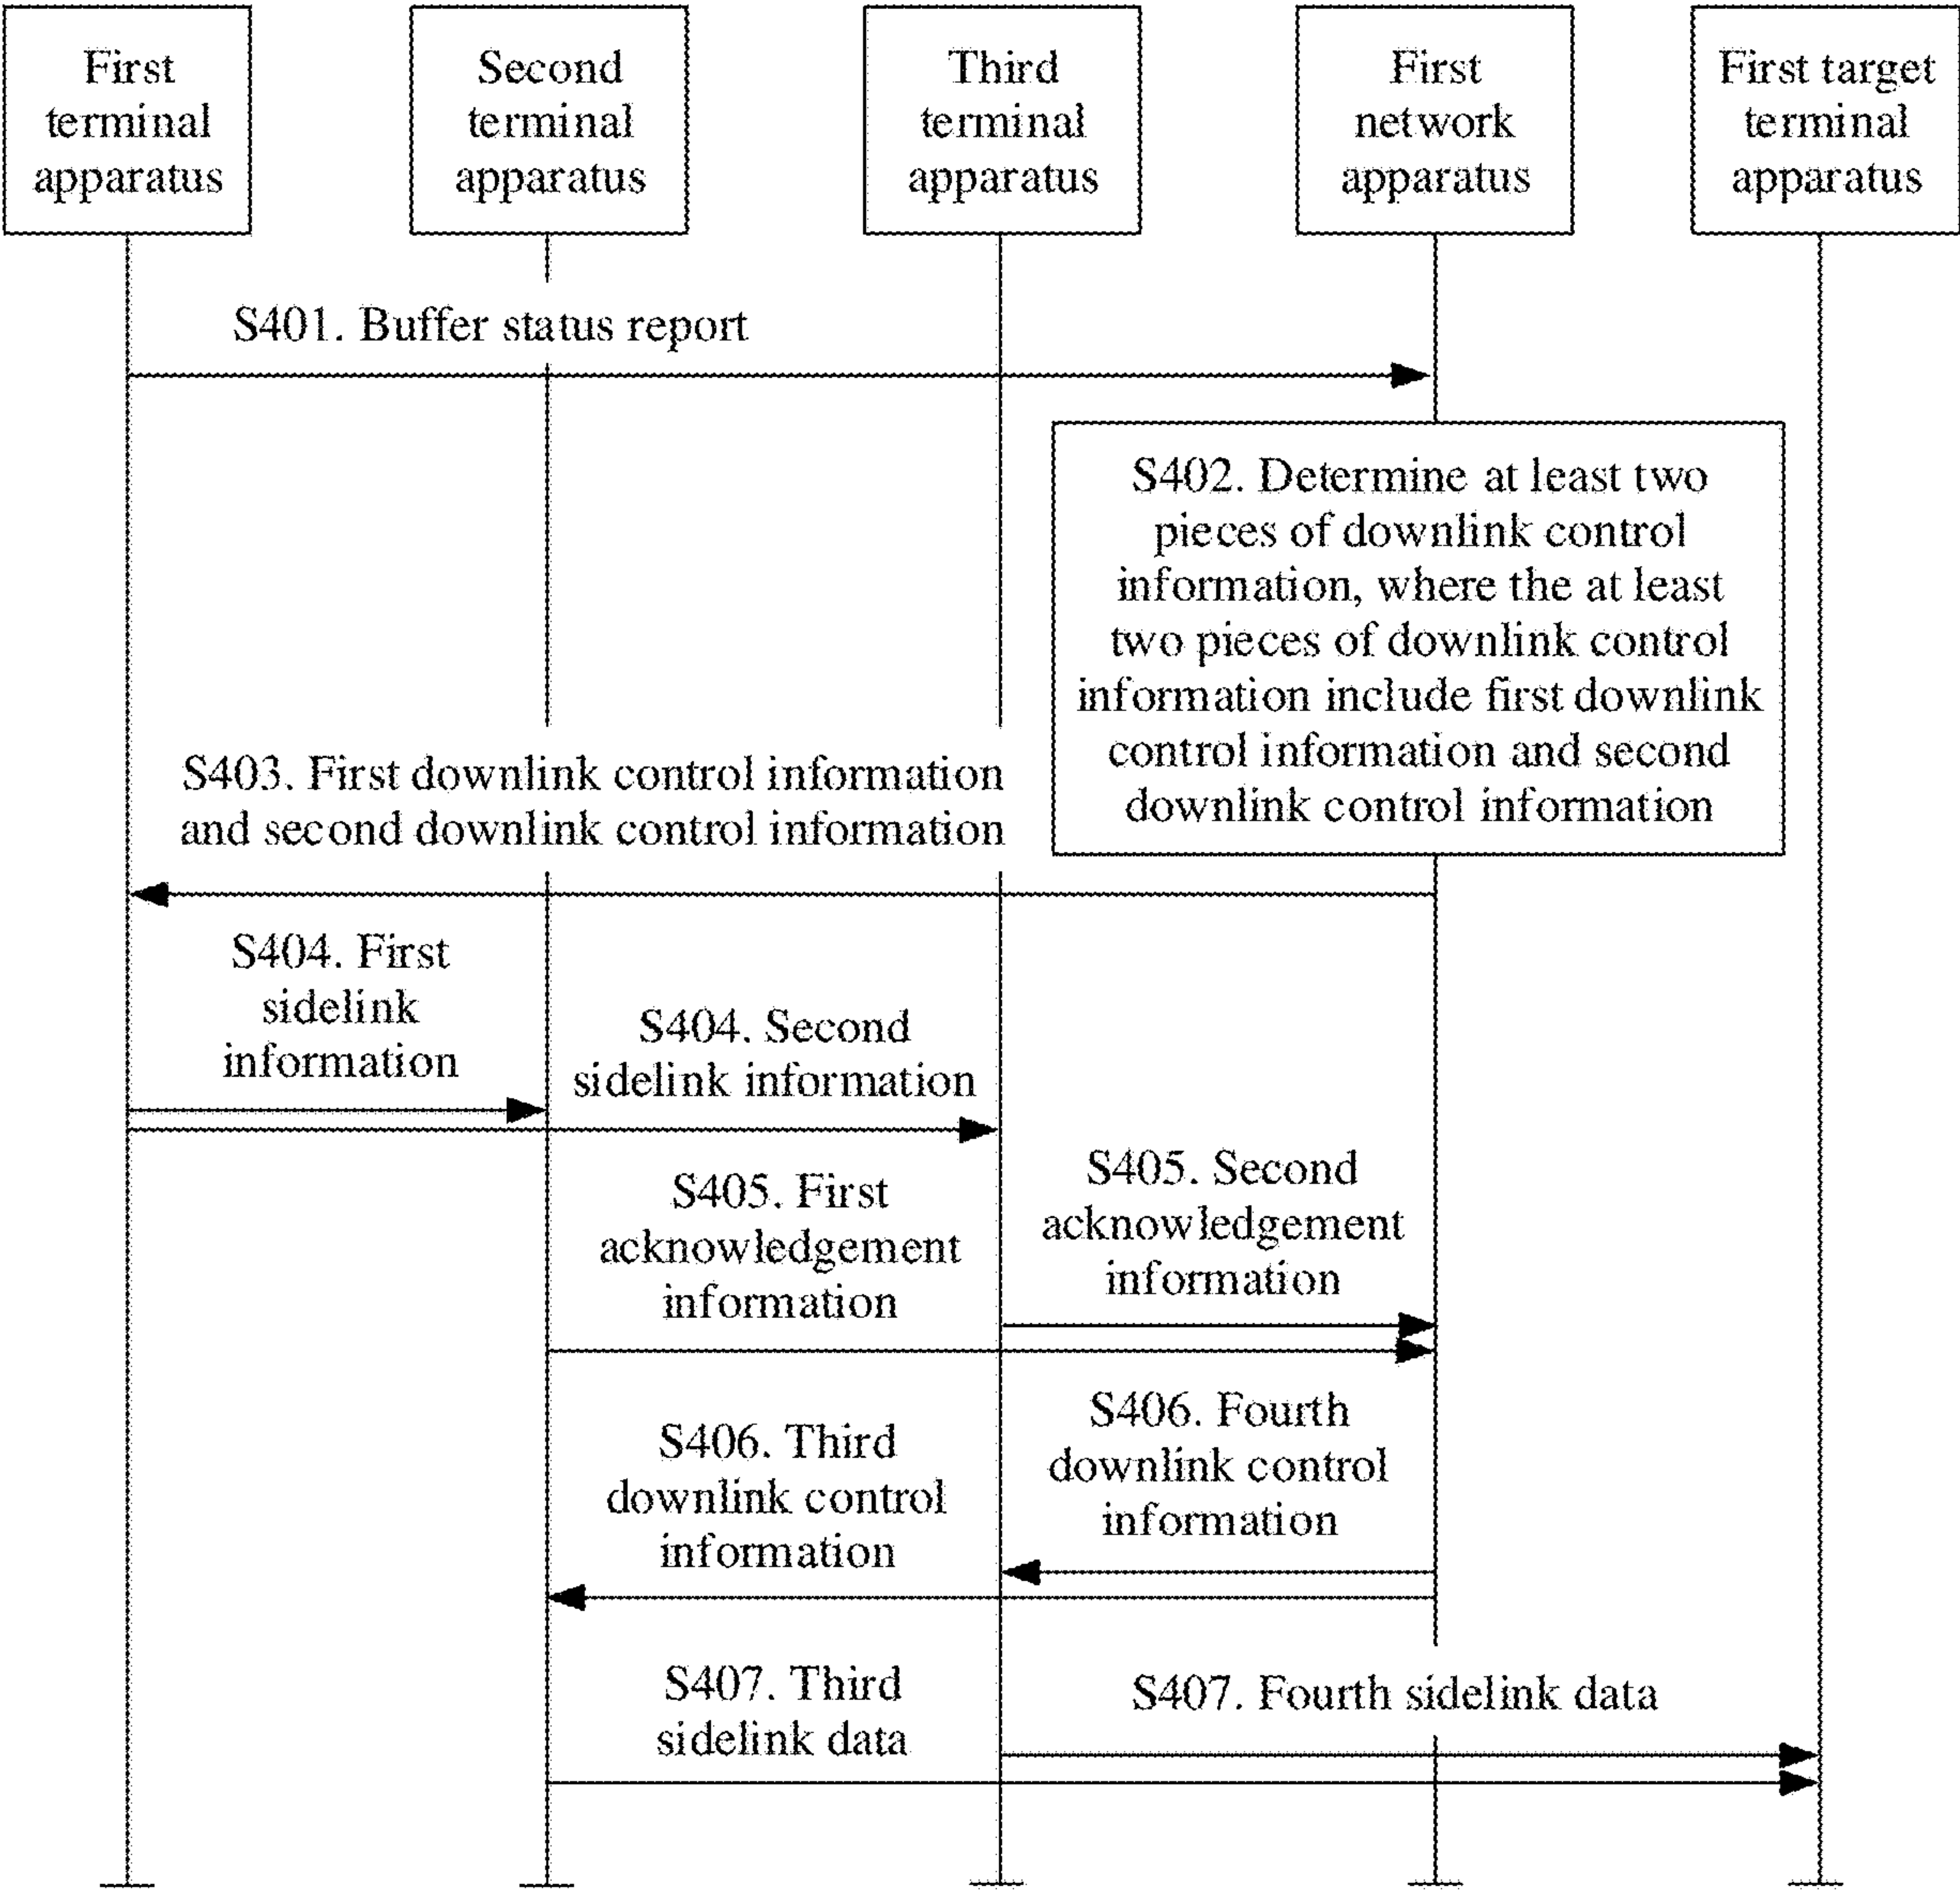 First
terminal
apparatus
Second
terminal
apparatus
Third
terminal
apparatus
First
network
apparatus
First target
terminal
apparatus
S401. Buffer status report
S402. Determine at least two
pieces of downlink control
information, where the at least
two pieces of downlink control
information include first downlink
control information and second
downlink control information
S403. First downlink control information
and second downlink control information
S404. First
sidelink
information
S404. Second
sidelink information
S405. First
acknowledgement
information
S405. Second
acknowledgement
information
S406. Third
downlink control
information
S406. Fourth
downlink control
information
S407. Third
sidelink data
S407. Fourth sidelink data